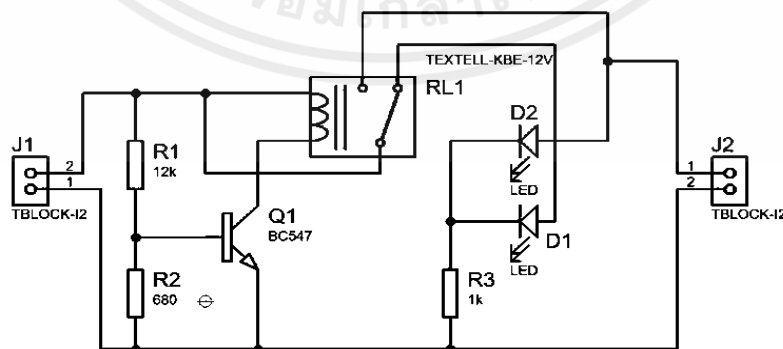 TEXTELL-KBE-12V
RL1
J1
2
1
TBLOCK-I2
R1
12k
Q1
BC547
R2
680
D2
LED
D1
LED
R3
1k
J2
1
2
TBLOCK-I2